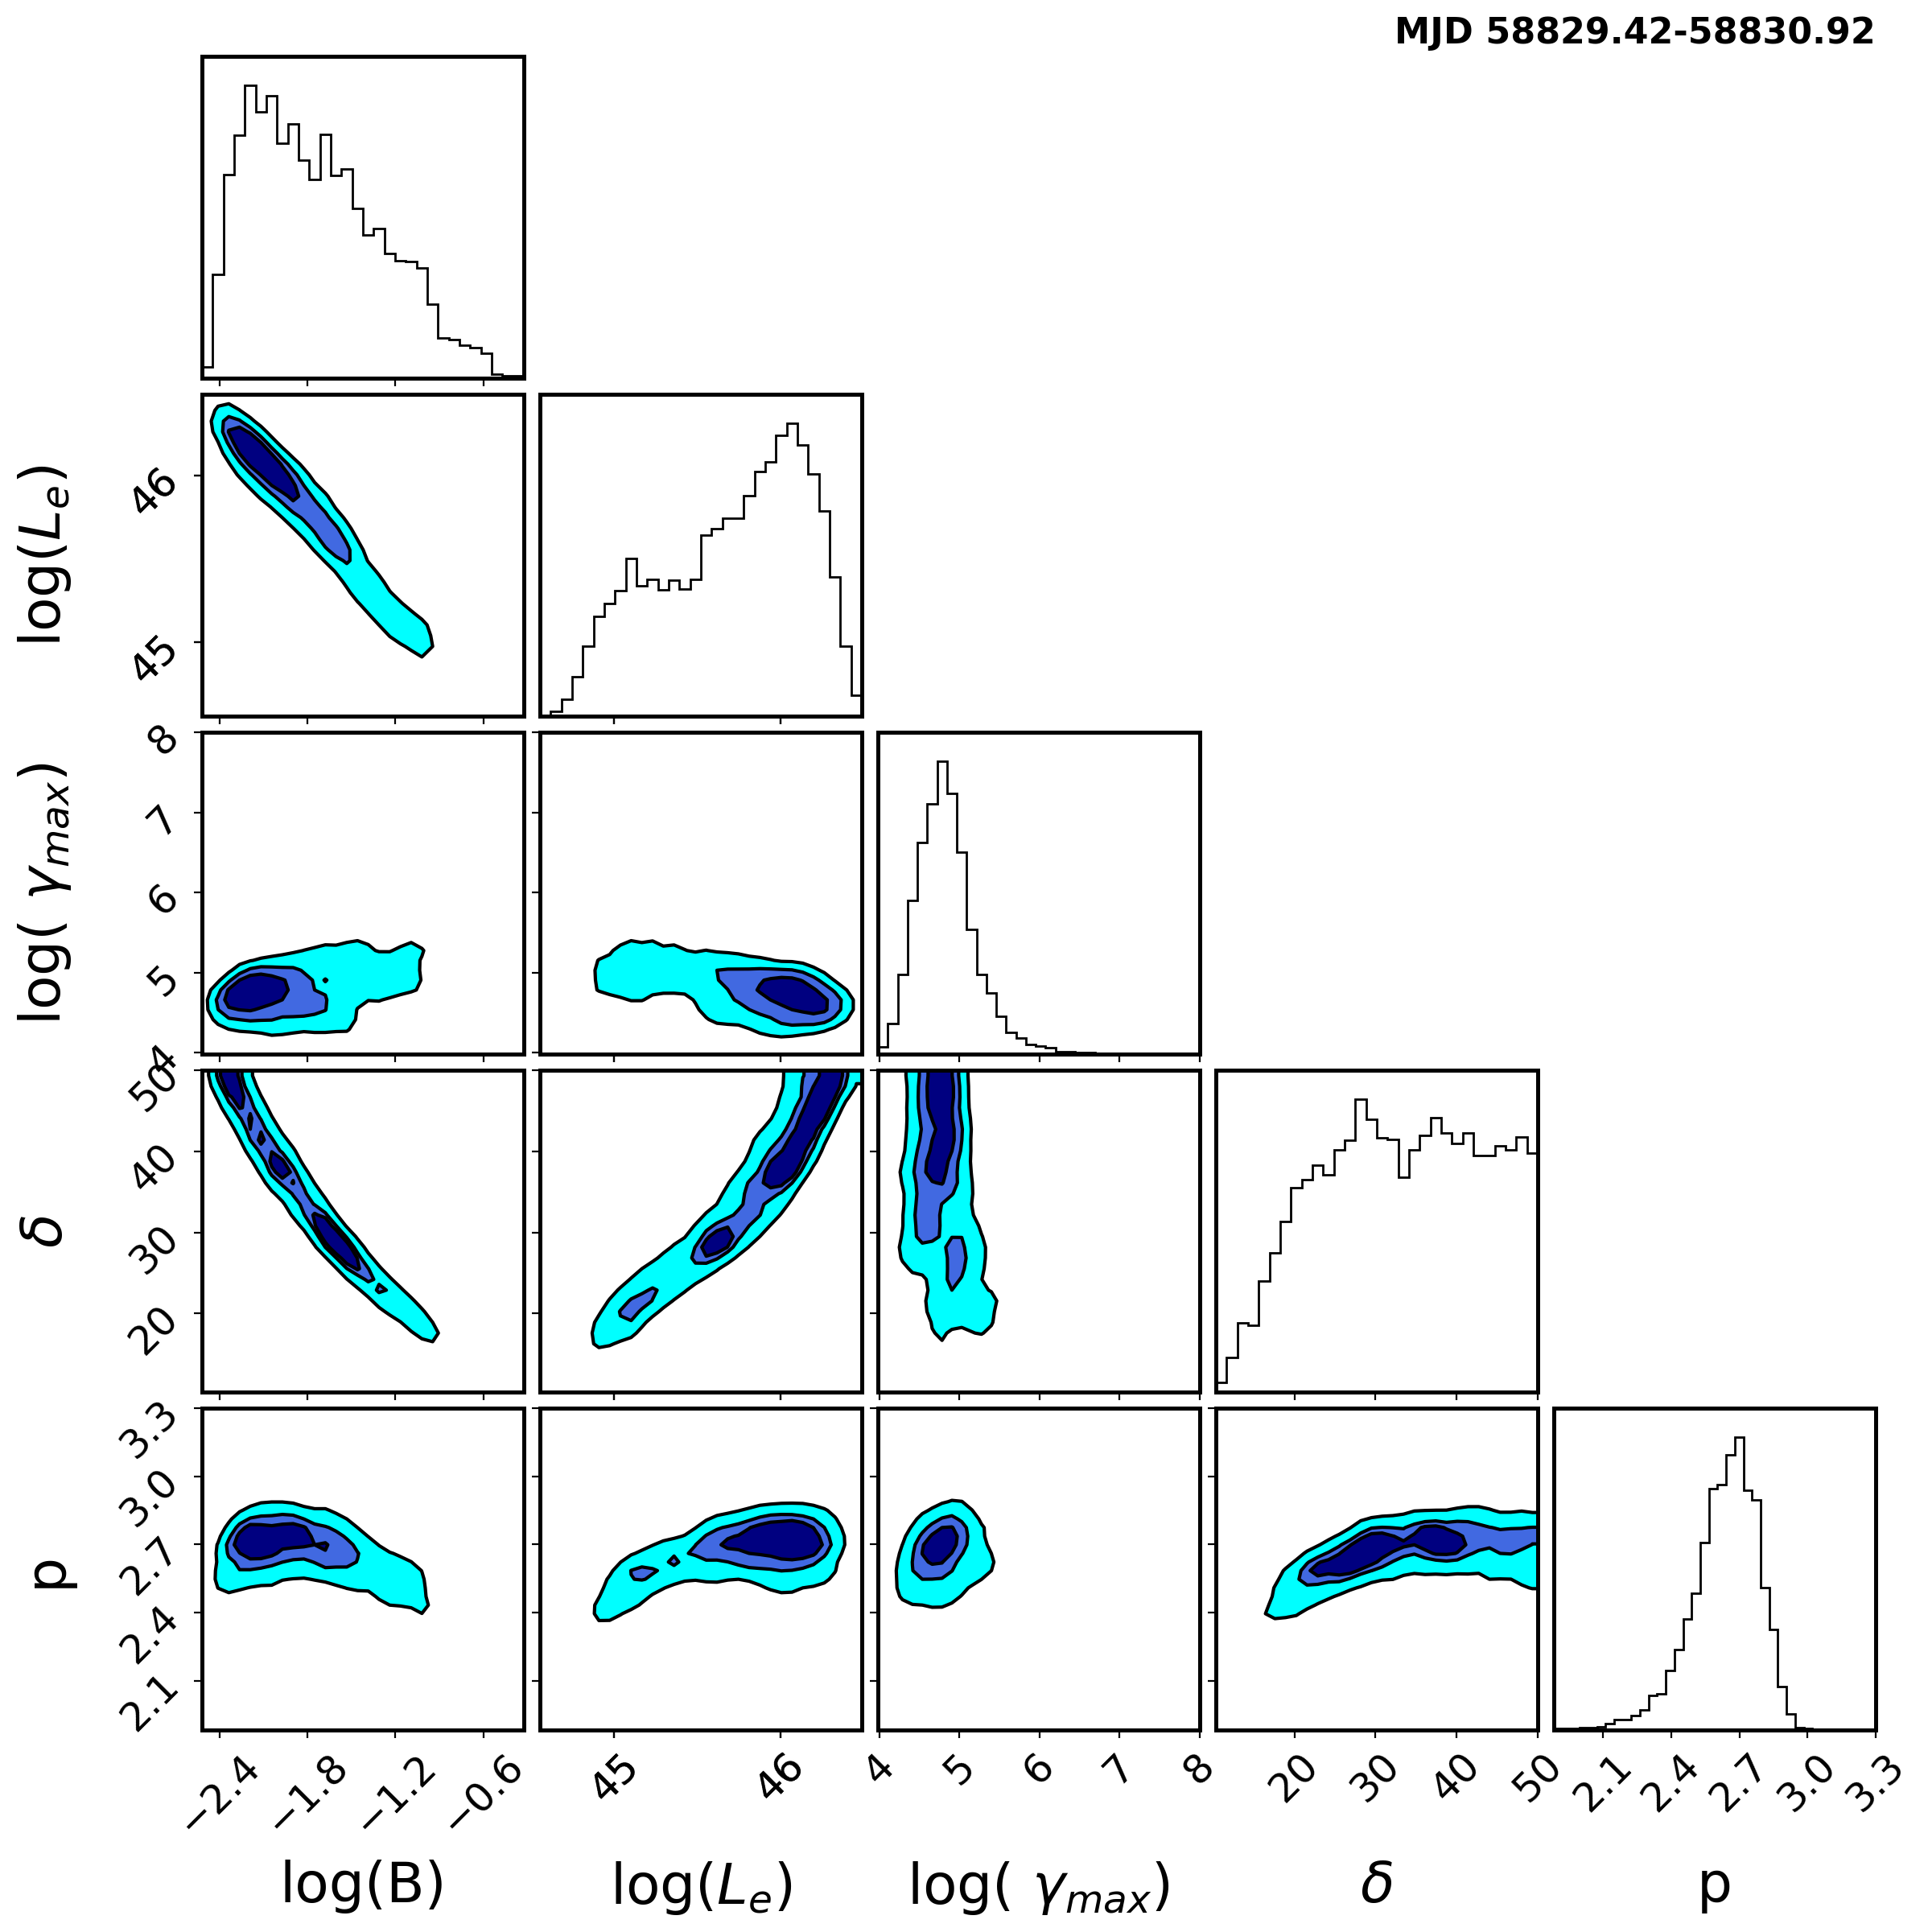 MJD 58829.42-58830.92
log(L_e)
46
45
log( γ_max)
8
7
6
5
4
δ
50
40
30
20
p
3.3
3.0
2.7
2.4
2.1
−2.4 −1.8 −1.2 −0.6 45 46 4 5 6 7 8 20 30 40 50 2.1 2.4 2.7 3.0 3.3
log(B) log(L_e) log( γ_max) δ p